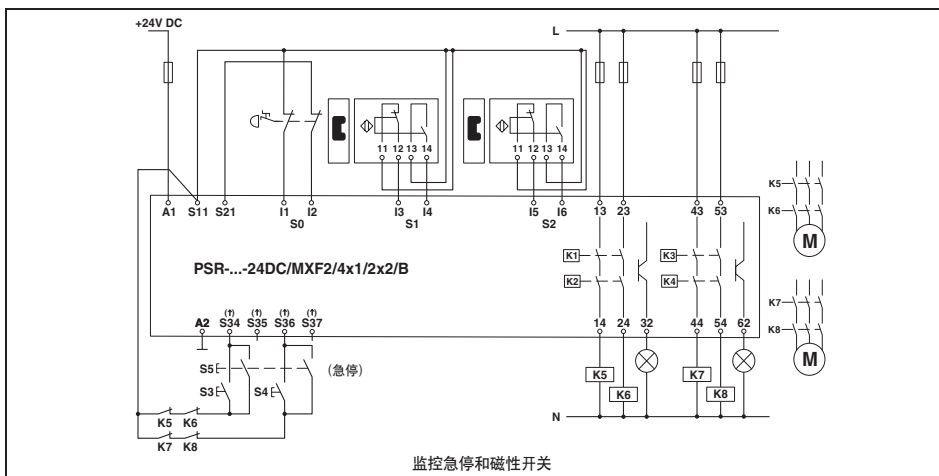 +24V DC
L
11 12 13 14
11 12 13 14
A1 S11 S21 I1 I2 I3 I4 I5 I6 13 23 43 53
S0 S1 S2
K5
K6
M
K1 K3
K2 K4
PSR-...-24DC/MXF2/4x1/2x2/B
K7
K8
M
(↑) (↑) (↑) (↑)
A2 S34 S35 S36 S37 14 24 32 44 54 62
S5 (急停)
S3 S4
K5 K7
K6 K8
K5 K6
N
K7 K8
监控急停和磁性开关